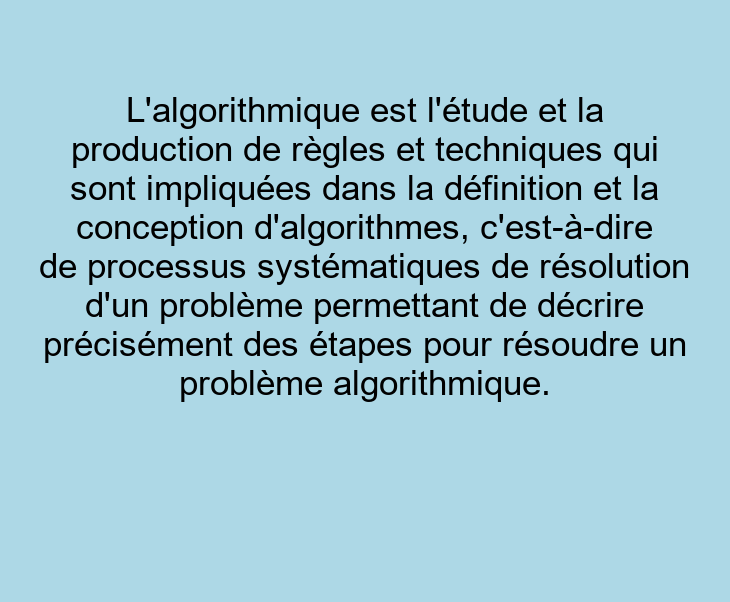 L'algorithmique est l'étude et la
production de règles et techniques qui
sont impliquées dans la définition et la
conception d'algorithmes, c'est-à-dire
de processus systématiques de résolution
d'un problème permettant de décrire
précisément des étapes pour résoudre un
problème algorithmique.